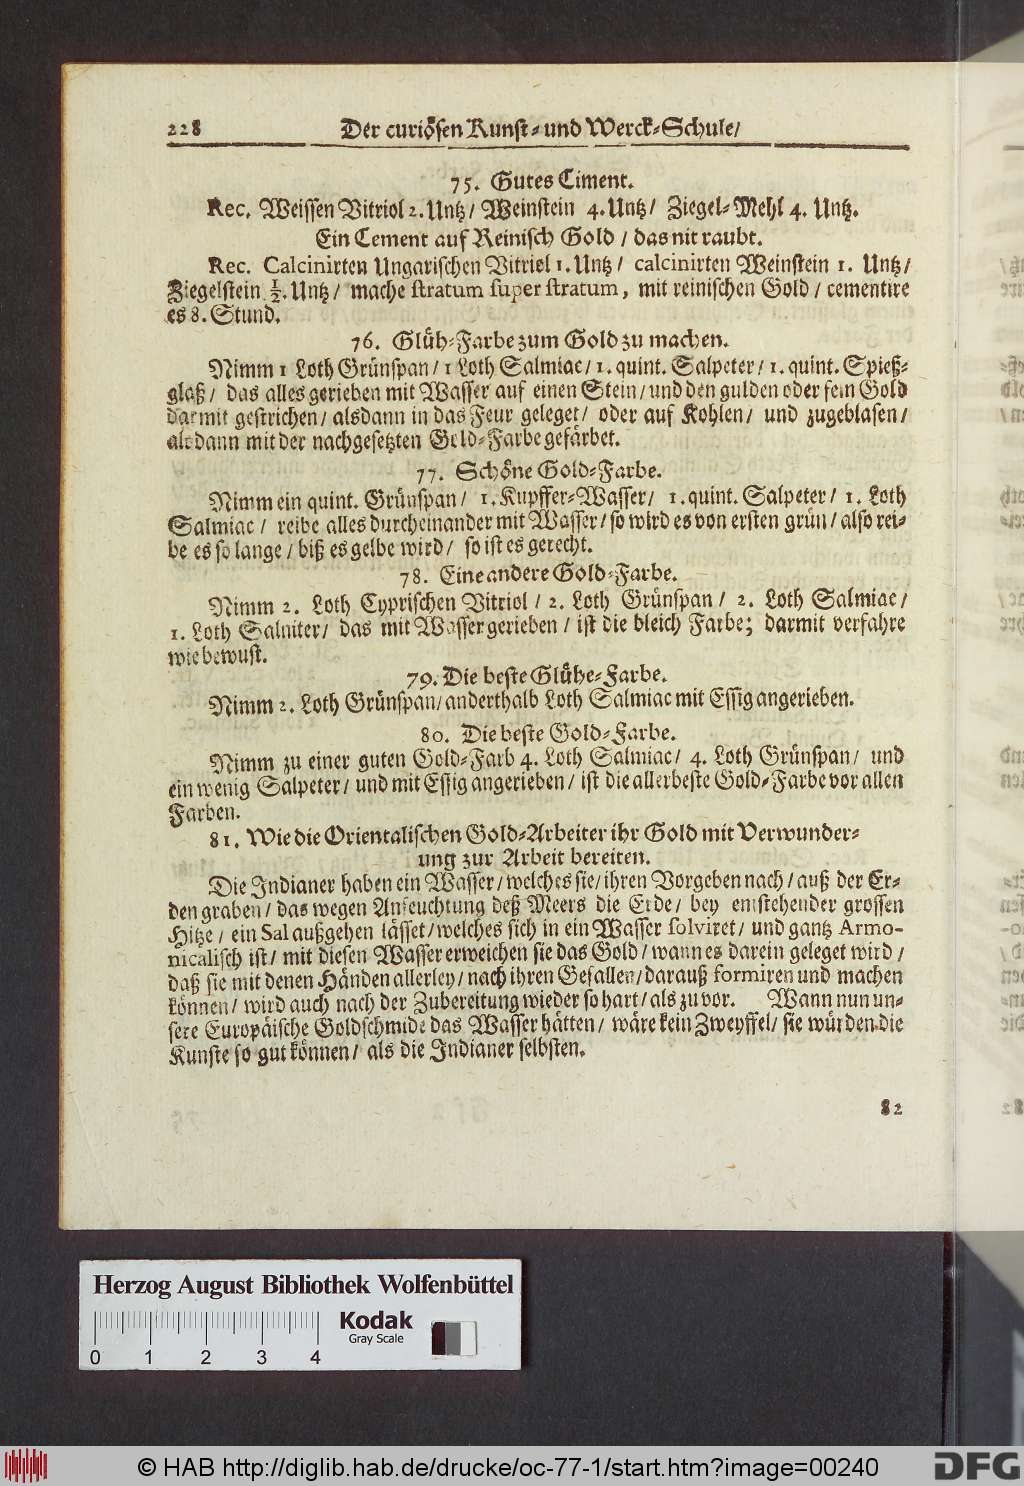 228 Der curiösen Kunst- und Werck-Schule/
75. Gutes Ciment.
Rec. Weissen Vitriol 2. Untz/ Weinstein 4. Untz/ Ziegel-Mehl 4. Untz.
Ein Cement auf Reinisch Gold / das nit raubt.
Rec. Calcinirten Ungarischen Vitriol 1. Untz/ calcinirten Weinstein 1. Untz/
Ziegelstein ½. Untz/ mache stratum super stratum, mit reinischen Gold / cementire
es 8. Stund.
76. Glüh-Farbe zum Gold zu machen.
Nimm 1 Loth Grünspan/ 1 Loth Salmiac/ 1. quint. Salpeter/ 1. quint. Spieß-
glaß/ das alles gerieben mit Wasser auf einen Stein/ und den gulden oder fein Gold
darmit gestrichen/ alsdann in das Feur geleget/ oder auf Kohlen/ und zugeblasen/
alsdann mit der nachgesetzten Gold-Farbe gefärbet.
77. Schöne Gold-Farbe.
Nimm ein quint. Grünspan/ 1. Kupffer-Wasser/ 1. quint. Salpeter/ 1. Loth
Salmiac/ reibe alles durcheinander mit Wasser/ so wird es von ersten grün/ also rei-
be es so lange/ biß es gelbe wird/ so ist es gerecht.
78. Eine andere Gold-Farbe.
Nimm 2. Loth Cyprischen Vitriol/ 2. Loth Grünspan/ 2. Loth Salmiac/
1. Loth Salniter/ das mit Wasser gerieben/ ist die bleich Farbe; darmit verfahre
wie bewust.
79. Die beste Glühe-Farbe.
Nimm 2. Loth Grünspan/ anderthalb Loth Salmiac mit Essig angerieben.
80. Die beste Gold-Farbe.
Nimm zu einer guten Gold-Farb 4. Loth Salmiac/ 4. Loth Grünspan/ und
ein wenig Salpeter/ und mit Essig angerieben/ ist die allerbeste Gold-Farbe vor allen
Farben.
81. Wie die Orientalischen Gold-Arbeiter ihr Gold mit Verwunder-
ung zur Arbeit bereiten.
Die Indianer haben ein Wasser/ welches sie/ ihren Vorgeben nach/ auß der Er-
den graben/ das wegen Anfeuchtung deß Meers die Erde/ bey entstehender grossen
Hitze/ ein Sal außgehen lässet/ welches sich in ein Wasser solviret/ und gantz Armo-
nicalisch ist/ mit diesen Wasser erweichen sie das Gold/ wann es darein geleget wird/
daß sie mit denen Händen allerley/ nach ihren Gefallen/ darauß formiren und machen
können/ wird auch nach der Zubereitung wieder so hart/ als zuvor. Wann nun un-
sere Europäische Goldschmide das Wasser hätten/ wäre kein Zweyffel/ sie würden die
Kunste so gut können/ als die Indianer selbsten.
82
Herzog August Bibliothek Wolfenbüttel
Kodak
Gray Scale
0 1 2 3 4
© HAB http://diglib.hab.de/drucke/oc-77-1/start.htm?image=00240
DFG